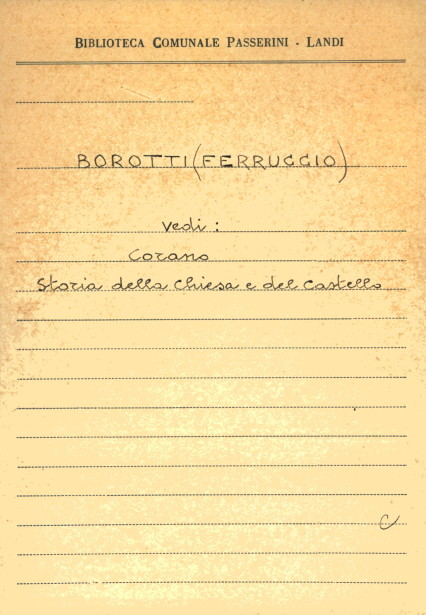 BIBLIOTECA COMUNALE PASSERINI - LANDI
BOROTTI (FERRUCCIO)
Vedi :
Corano
Storia della Chiesa e del Castello
C